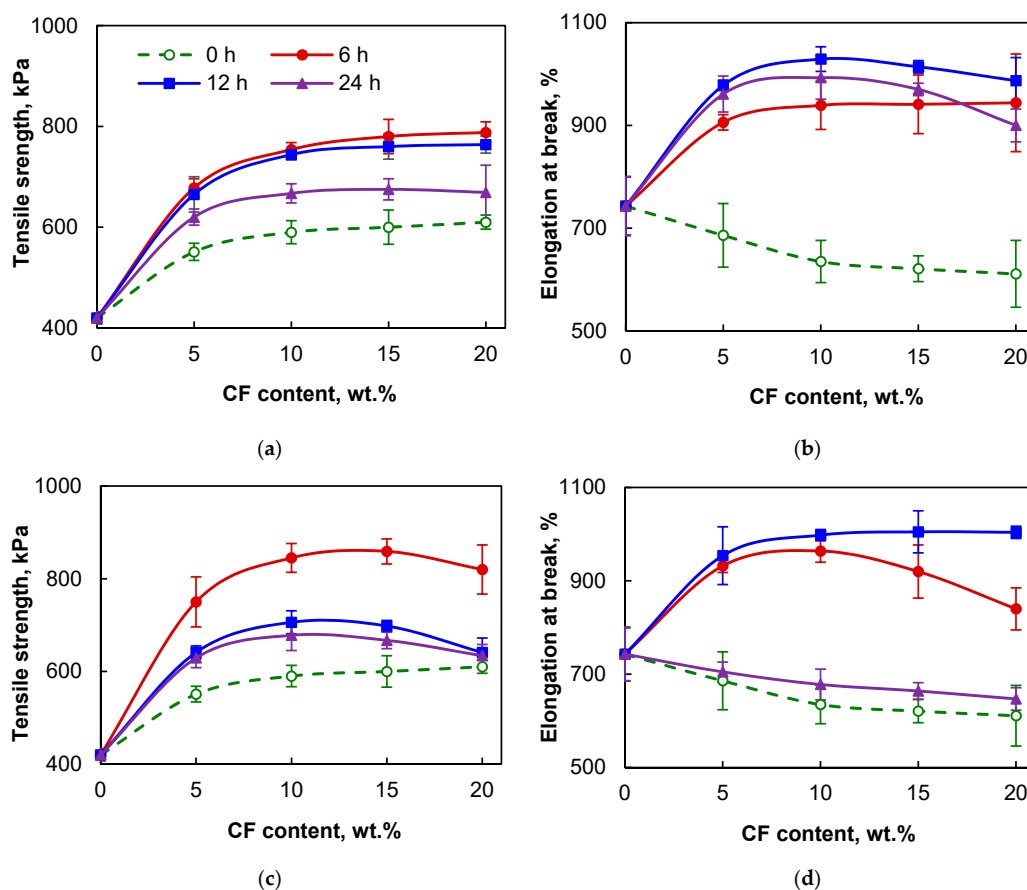 1000
800
600
400
Tensile srength, kPa
0 h
6 h
12 h
24 h
0 5 10 15 20
CF content, wt.%
(a)
1100
900
700
500
Elongation at break, %
0 5 10 15 20
CF content, wt.%
(b)
1000
800
600
400
Tensile strength, kPa
0 5 10 15 20
CF content, wt.%
(c)
1100
900
700
500
Elongation at break, %
0 5 10 15 20
CF content, wt.%
(d)